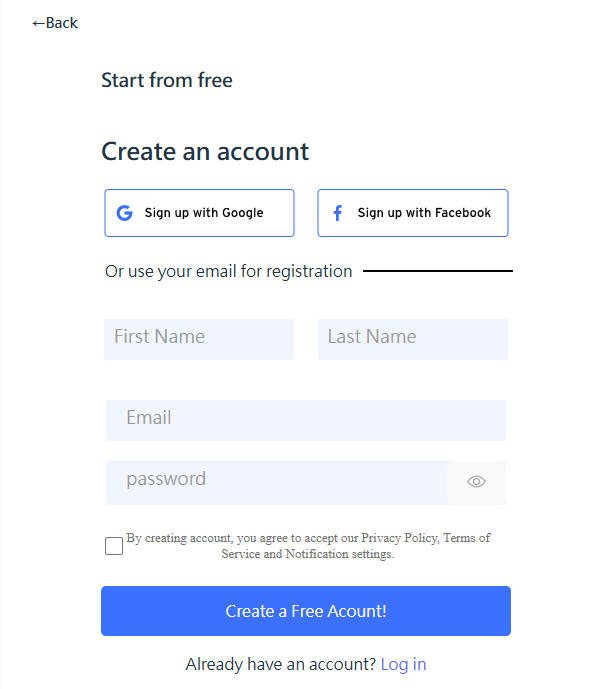 ←Back
Start from free
Create an account
Sign up with Google
Sign up with Facebook
Or use your email for registration
First Name
Last Name
Email
password
By creating account, you agree to accept our Privacy Policy, Terms of
Service and Notification settings.
Create a Free Acount!
Already have an arcount? Log in